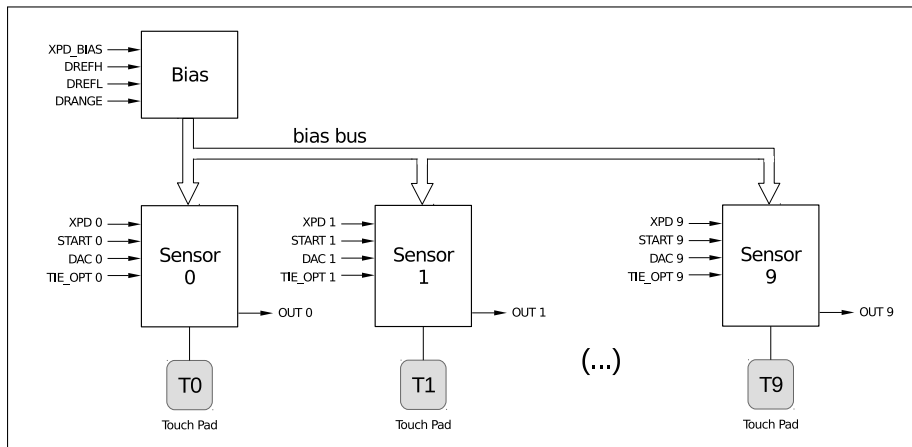 XPD_BIAS
DREFH
DREFL
DRANGE
Bias
bias bus
XPD 0
START 0
DAC 0
TIE_OPT 0
Sensor
0
OUT 0
XPD 1
START 1
DAC 1
TIE_OPT 1
Sensor
1
OUT 1
XPD 9
START 9
DAC 9
TIE_OPT 9
Sensor
9
OUT 9
T0
Touch Pad
T1
Touch Pad
(...)
T9
Touch Pad